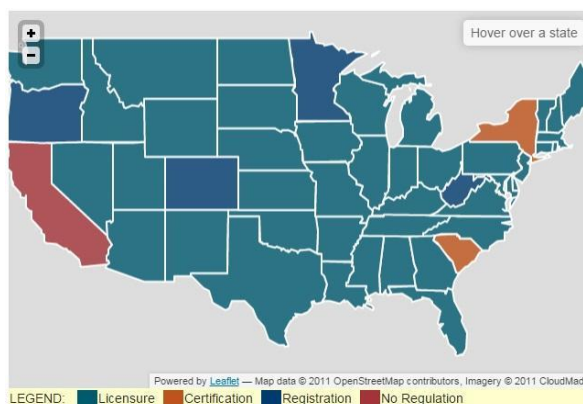 +
Hover over a state
−
Powered by Leaflet — Map data © 2011 OpenStreetMap contributors, Imagery © 2011 CloudMad
LEGEND: Licensure Certification Registration No Regulation